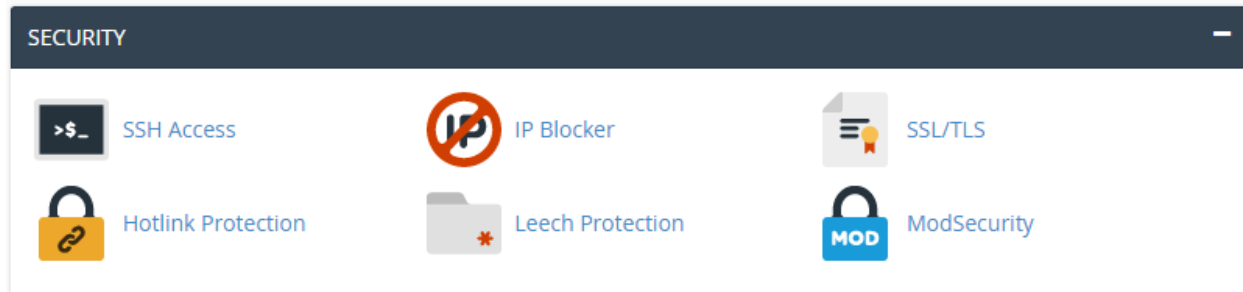 SECURITY
>$_ SSH Access
IP IP Blocker
SSL/TLS
Hotlink Protection
Leech Protection
MOD ModSecurity